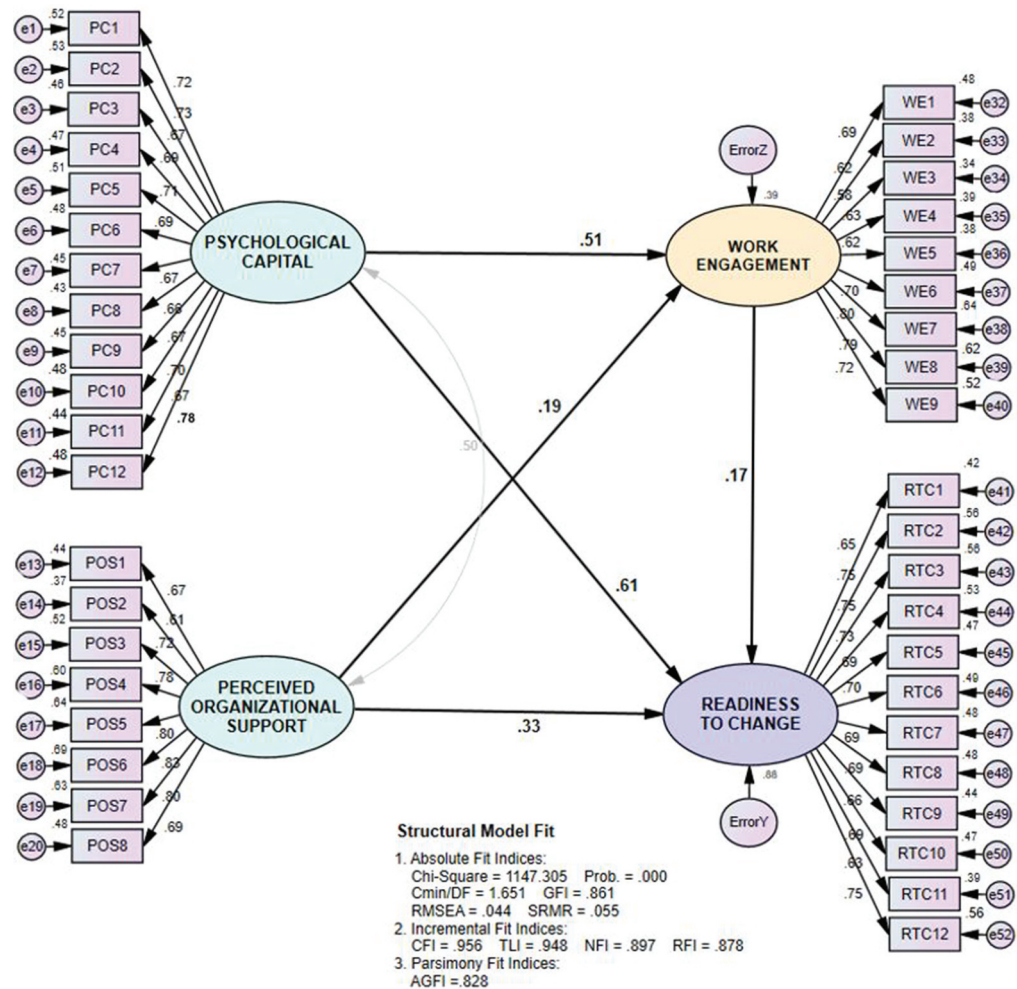 .52
e1 PC1
.53
e2 PC2
.46
e3 PC3
.47
e4 PC4
.51
e5 PC5
.48
e6 PC6
.45
e7 PC7
.43
e8 PC8
.45
e9 PC9
.48
e10 PC10
.44
e11 PC11
.48
e12 PC12
.72
.73
.67
.69
.71
.69
.67
.66
.67
.70
.67
.78
PSYCHOLOGICAL
CAPITAL
.51
.19
.50
.61
.17
.33
ErrorZ
.39
WORK
ENGAGEMENT
.69
.62
.58
.63
.62
.70
.80
.79
.72
.48
WE1 e32
.38
WE2 e33
.34
WE3 e34
.39
WE4 e35
.38
WE5 e36
.49
WE6 e37
.64
WE7 e38
.62
WE8 e39
.52
WE9 e40
.44
e13 POS1
.37
e14 POS2
.52
e15 POS3
.60
e16 POS4
.64
e17 POS5
.69
e18 POS6
.63
e19 POS7
.48
e20 POS8
.67
.61
.72
.78
.80
.83
.80
.69
PERCEIVED
ORGANIZATIONAL
SUPPORT
READINESS
TO CHANGE
.88
ErrorY
.65
.75
.75
.73
.69
.70
.69
.69
.66
.69
.63
.75
.42
RTC1 e41
.56
RTC2 e42
.56
RTC3 e43
.53
RTC4 e44
.47
RTC5 e45
.49
RTC6 e46
.48
RTC7 e47
.48
RTC8 e48
.44
RTC9 e49
.47
RTC10 e50
.39
RTC11 e51
.56
RTC12 e52
Structural Model Fit
1. Absolute Fit Indices:
Chi-Square = 1147.305 Prob. = .000
Cmin/DF = 1.651 GFI = .861
RMSEA = .044 SRMR = .055
2. Incremental Fit Indices:
CFI = .956 TLI = .948 NFI = .897 RFI = .878
3. Parsimony Fit Indices:
AGFI =.828